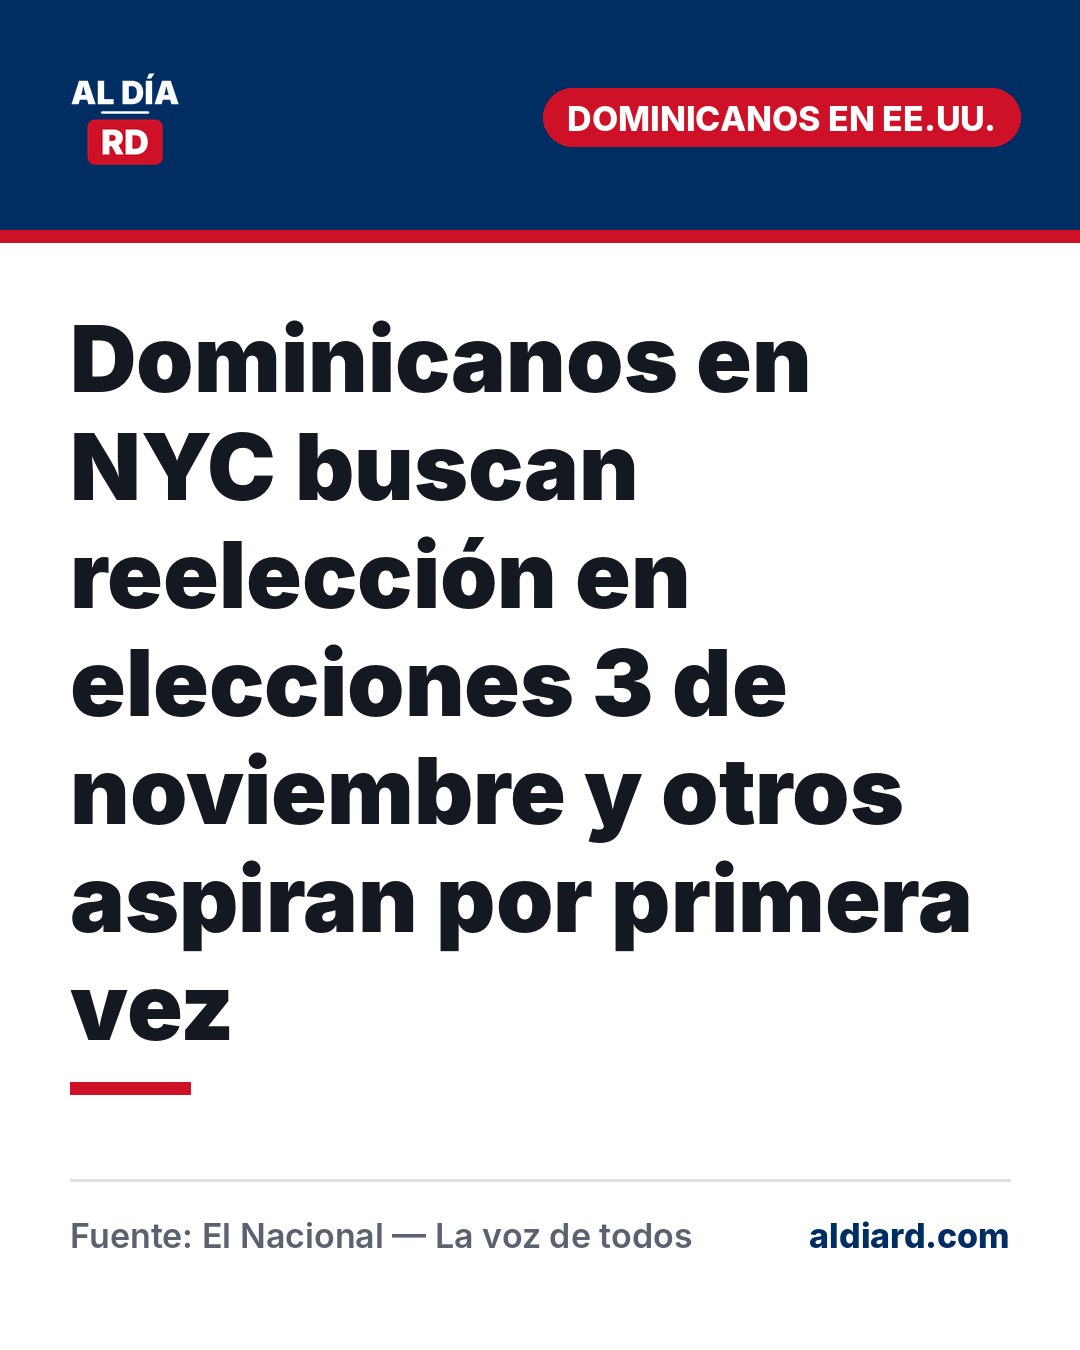 AL DÍA
RD
DOMINICANOS EN EE.UU.
Dominicanos en
NYC buscan
reelección en
elecciones 3 de
noviembre y otros
aspiran por primera
vez
Fuente: El Nacional — La voz de todos
aldiard.com